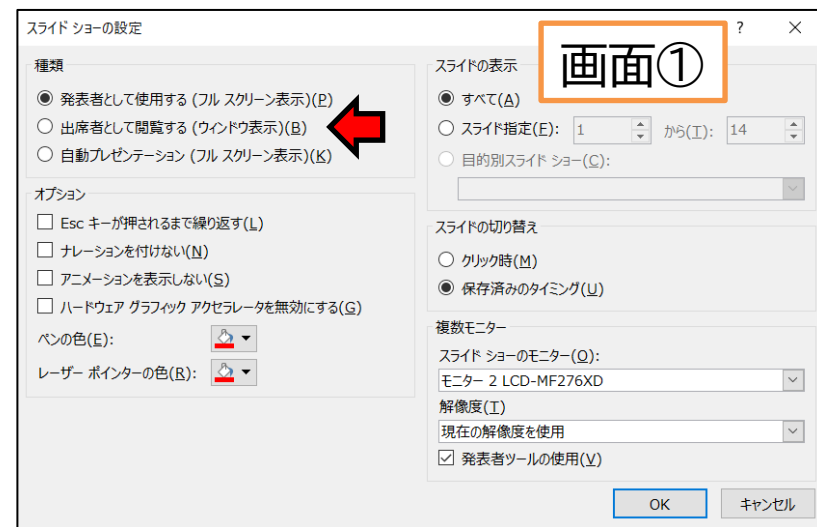 スライド ショーの設定
?
画面①
種類
発表者として使用する (フル スクリーン表示)(P)
出席者として閲覧する (ウィンドウ表示)(B)
自動プレゼンテーション (フル スクリーン表示)(K)
オプション
Esc キーが押されるまで繰り返す(L)
ナレーションを付けない(N)
アニメーションを表示しない(S)
ハードウェア グラフィック アクセラレータを無効にする(G)
ペンの色(E):
レーザー ポインターの色(R):
スライドの表示
すべて(A)
スライド指定(F): 1 から(T): 14
目的別スライド ショー(C):
スライドの切り替え
クリック時(M)
保存済みのタイミング(U)
複数モニター
スライド ショーのモニター(O):
モニター 2 LCD-MF276XD
解像度(T)
現在の解像度を使用
発表者ツールの使用(V)
OK キャンセル